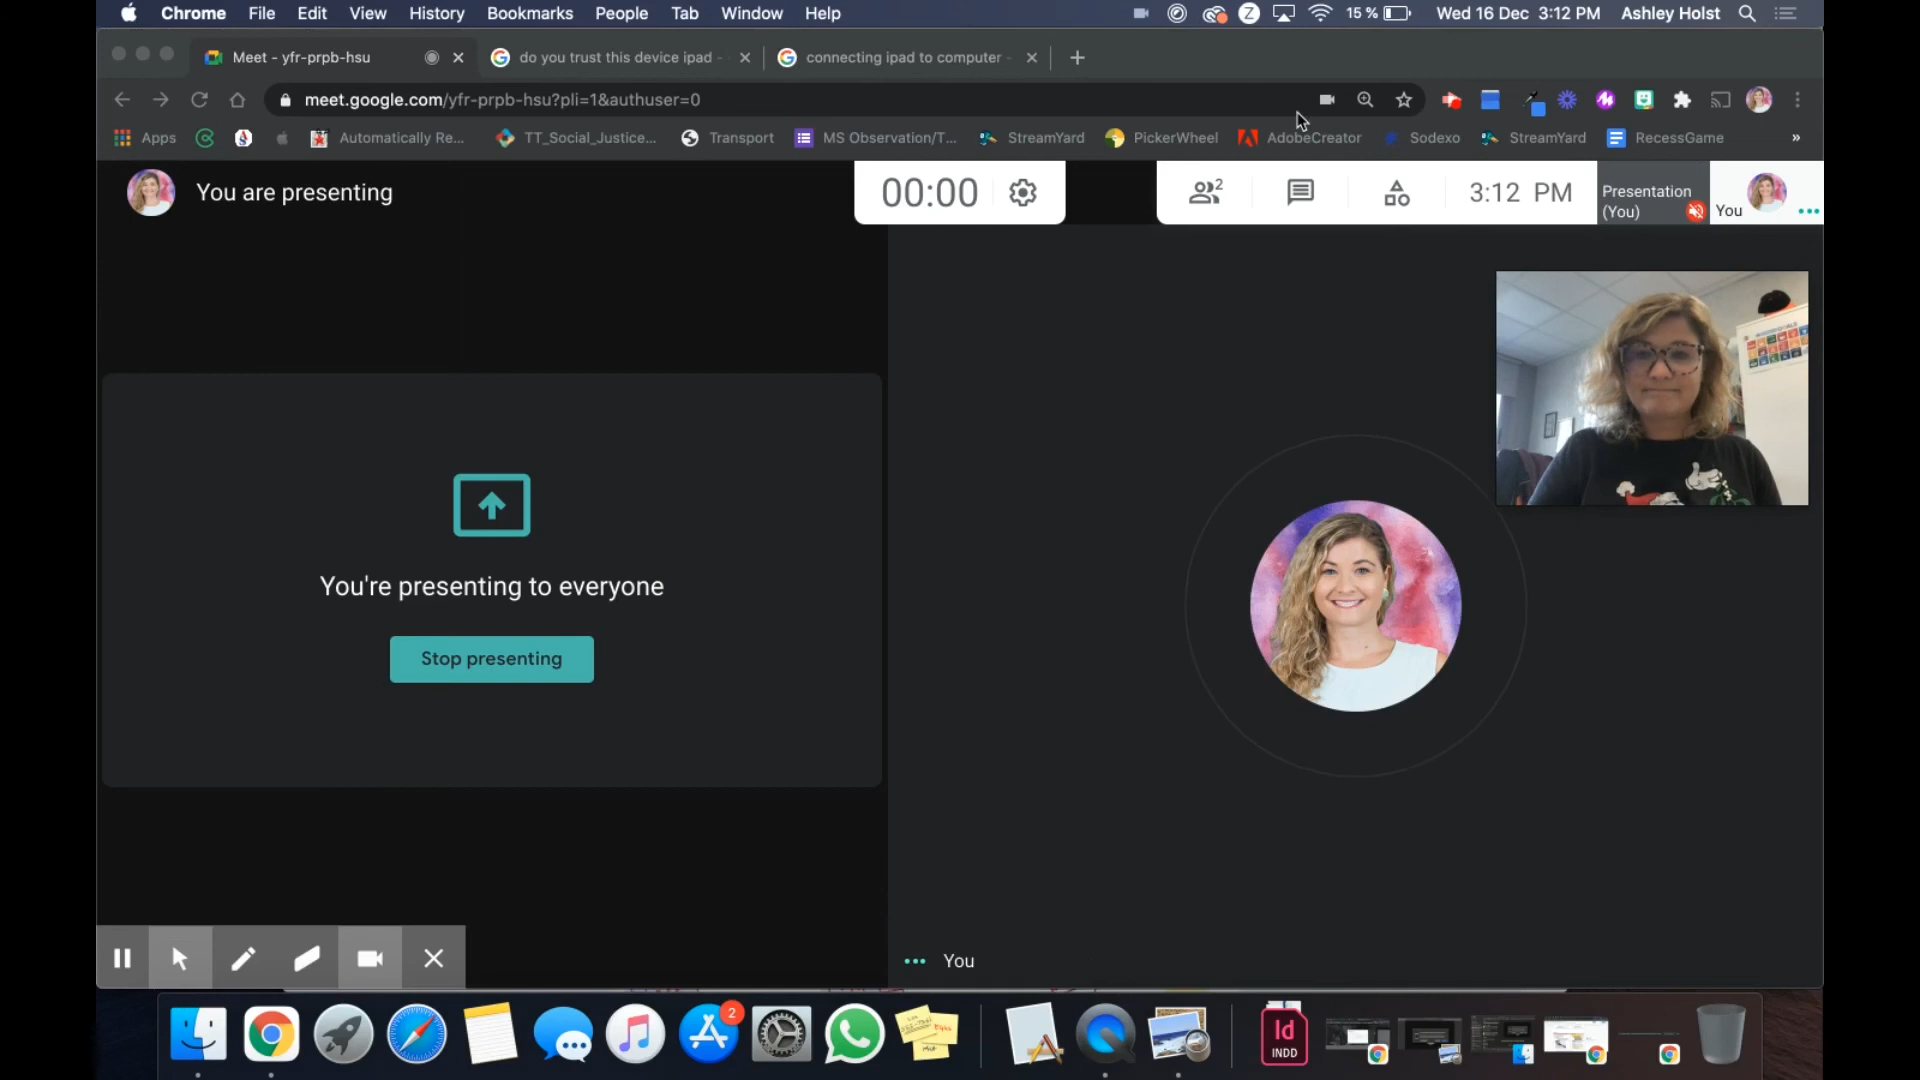 Chrome File Edit View History Bookmarks People Tab Window Help Z 15 % Wed 16 Dec 3:12 PM Ashley Holst
Meet - yfr-prpb-hsu do you trust this device ipad - connecting ipad to computer -
meet.google.com/yfr-prpb-hsu?pli=1&authuser=0
Apps Automatically Re... TT_Social_Justice... Transport MS Observation/T... StreamYard PickerWheel AdobeCreator Sodexo StreamYard RecessGame »
You are presenting 00:00 2 3:12 PM Presentation
(You) You
You're presenting to everyone
Stop presenting
You
2
Id
INDD